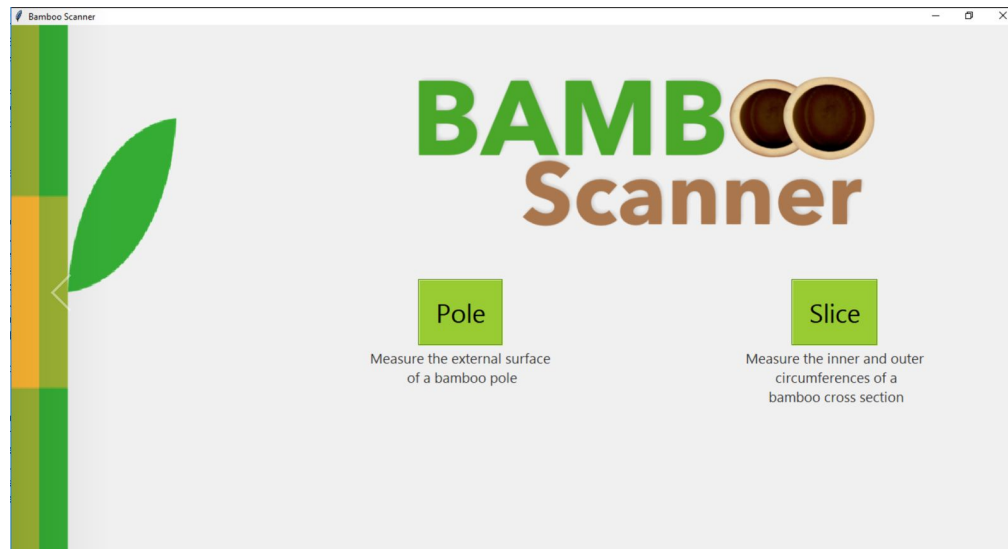 Bamboo Scanner
BAMBOO
Scanner
Pole
Measure the external surface
of a bamboo pole
Slice
Measure the inner and outer
circumferences of a
bamboo cross section